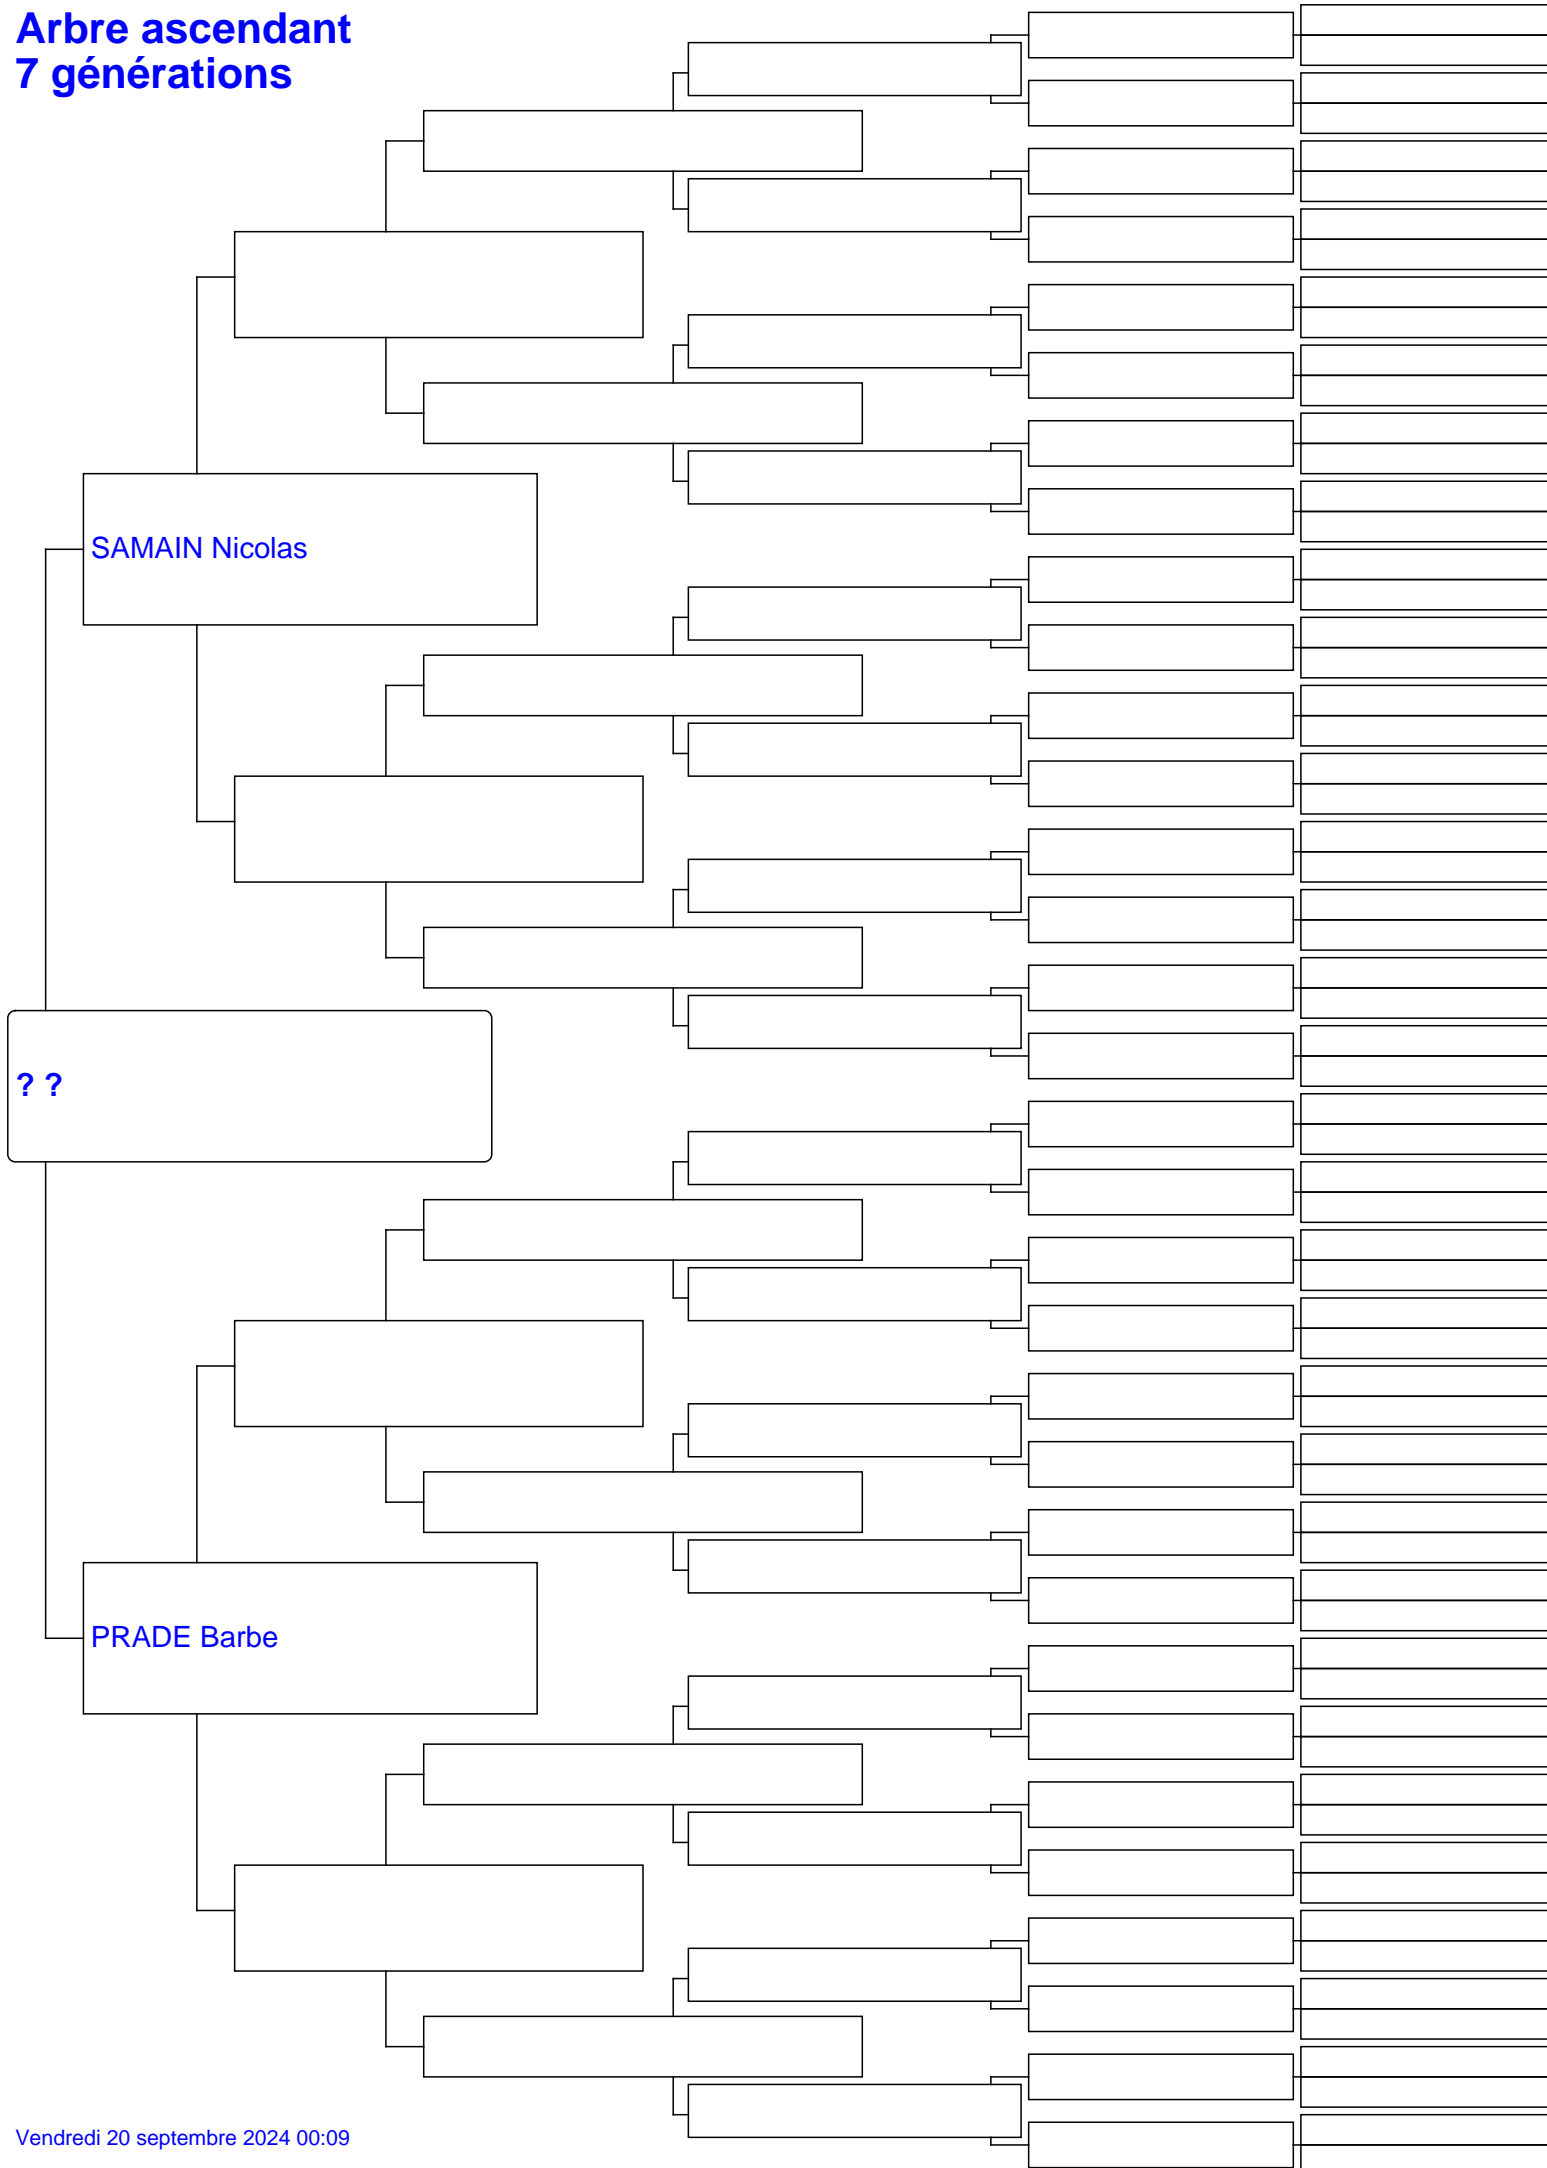 Arbre ascendant
7 générations
SAMAIN Nicolas
? ?
PRADE Barbe
Vendredi 20 septembre 2024 00:09